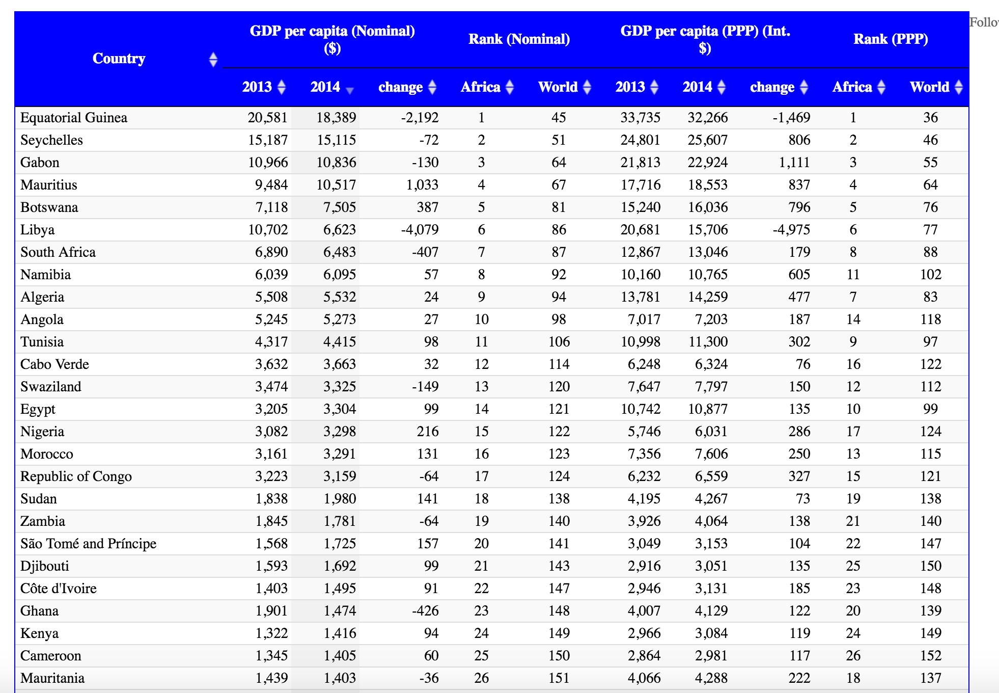 Follo
GDP per capita (Nominal) ($) Rank (Nominal) GDP per capita (PPP) (Int. $) Rank (PPP)
Country
2013 2014 change Africa World 2013 2014 change Africa World
Equatorial Guinea 20,581 18,389 -2,192 1 45 33,735 32,266 -1,469 1 36
Seychelles 15,187 15,115 -72 2 51 24,801 25,607 806 2 46
Gabon 10,966 10,836 -130 3 64 21,813 22,924 1,111 3 55
Mauritius 9,484 10,517 1,033 4 67 17,716 18,553 837 4 64
Botswana 7,118 7,505 387 5 81 15,240 16,036 796 5 76
Libya 10,702 6,623 -4,079 6 86 20,681 15,706 -4,975 6 77
South Africa 6,890 6,483 -407 7 87 12,867 13,046 179 8 88
Namibia 6,039 6,095 57 8 92 10,160 10,765 605 11 102
Algeria 5,508 5,532 24 9 94 13,781 14,259 477 7 83
Angola 5,245 5,273 27 10 98 7,017 7,203 187 14 118
Tunisia 4,317 4,415 98 11 106 10,998 11,300 302 9 97
Cabo Verde 3,632 3,663 32 12 114 6,248 6,324 76 16 122
Swaziland 3,474 3,325 -149 13 120 7,647 7,797 150 12 112
Egypt 3,205 3,304 99 14 121 10,742 10,877 135 10 99
Nigeria 3,082 3,298 216 15 122 5,746 6,031 286 17 124
Morocco 3,161 3,291 131 16 123 7,356 7,606 250 13 115
Republic of Congo 3,223 3,159 -64 17 124 6,232 6,559 327 15 121
Sudan 1,838 1,980 141 18 138 4,195 4,267 73 19 138
Zambia 1,845 1,781 -64 19 140 3,926 4,064 138 21 140
São Tomé and Príncipe 1,568 1,725 157 20 141 3,049 3,153 104 22 147
Djibouti 1,593 1,692 99 21 143 2,916 3,051 135 25 150
Côte d'Ivoire 1,403 1,495 91 22 147 2,946 3,131 185 23 148
Ghana 1,901 1,474 -426 23 148 4,007 4,129 122 20 139
Kenya 1,322 1,416 94 24 149 2,966 3,084 119 24 149
Cameroon 1,345 1,405 60 25 150 2,864 2,981 117 26 152
Mauritania 1,439 1,403 -36 26 151 4,066 4,288 222 18 137